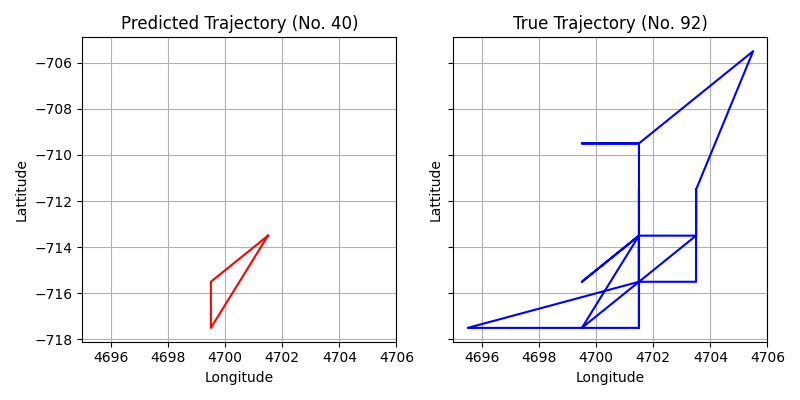 Predicted Trajectory (No. 40)
True Trajectory (No. 92)
Lattitude
−706
−708
−710
−712
−714
−716
−718
4696 4698 4700 4702 4704 4706
Longitude
Lattitude
4696 4698 4700 4702 4704 4706
Longitude